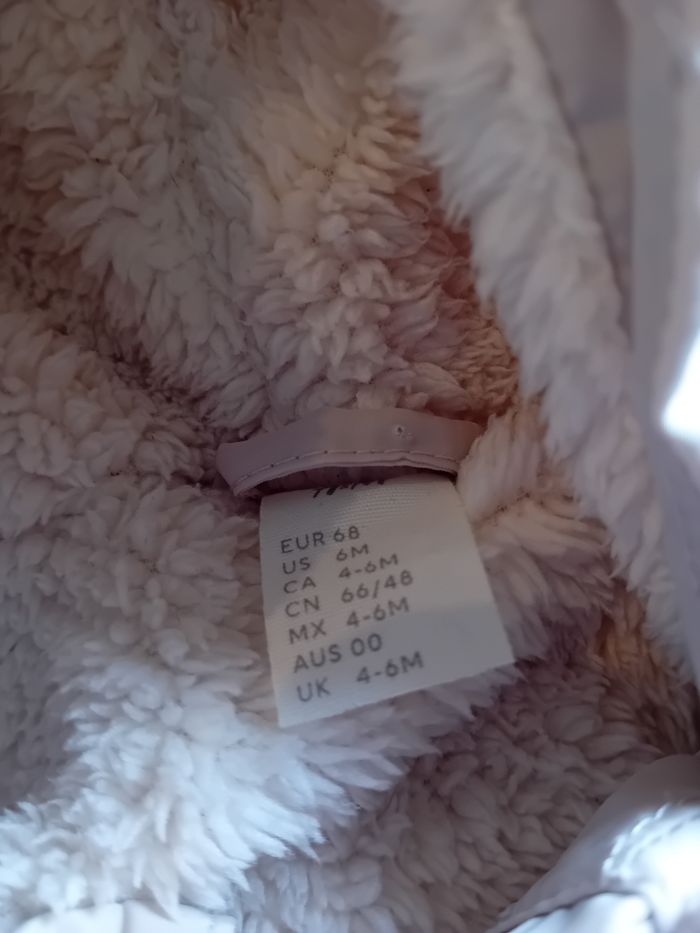 EUR 68
US 6M
CA 4-6M
CN 66/48
MX 4-6M
AUS 00
UK 4-6M